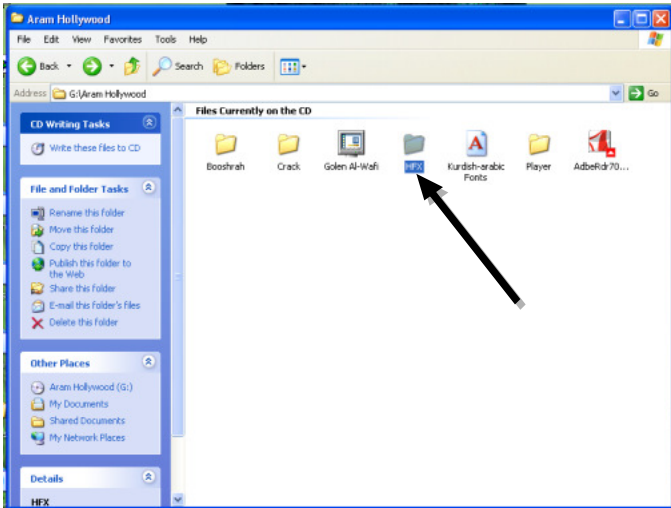 Aram Hollywood
File Edit View Favorites Tools Help
Back Search Folders
Address G:\Aram Hollywood Go
CD Writing Tasks
Write these files to CD
File and Folder Tasks
Rename this folder
Move this folder
Copy this folder
Publish this folder to
the Web
Share this folder
E-mail this folder's files
Delete this folder
Other Places
Aram Hollywood (G:)
My Documents
Shared Documents
My Network Places
Details
HFX
Files Currently on the CD
Booshrah Crack Golen Al-Wafi HFX Kurdish-arabic Player AdbeRdr70...
Fonts